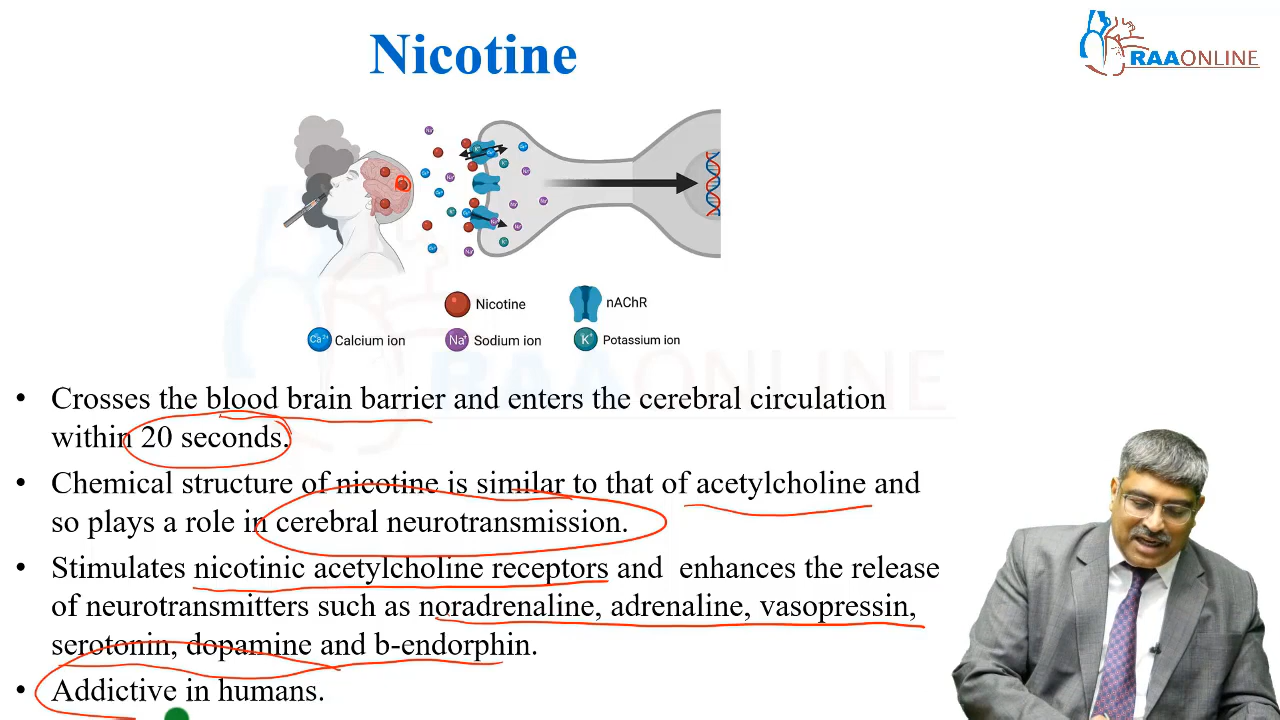 Nicotine
RAAONLINE
Nicotine
nAChR
Ca²⁺ Calcium ion
Na⁺ Sodium ion
K⁺ Potassium ion
RAAONLINE
• Crosses the blood brain barrier and enters the cerebral circulation
within 20 seconds.
• Chemical structure of nicotine is similar to that of acetylcholine and
so plays a role in cerebral neurotransmission.
• Stimulates nicotinic acetylcholine receptors and enhances the release
of neurotransmitters such as noradrenaline, adrenaline, vasopressin,
serotonin, dopamine and b-endorphin.
• Addictive in humans.